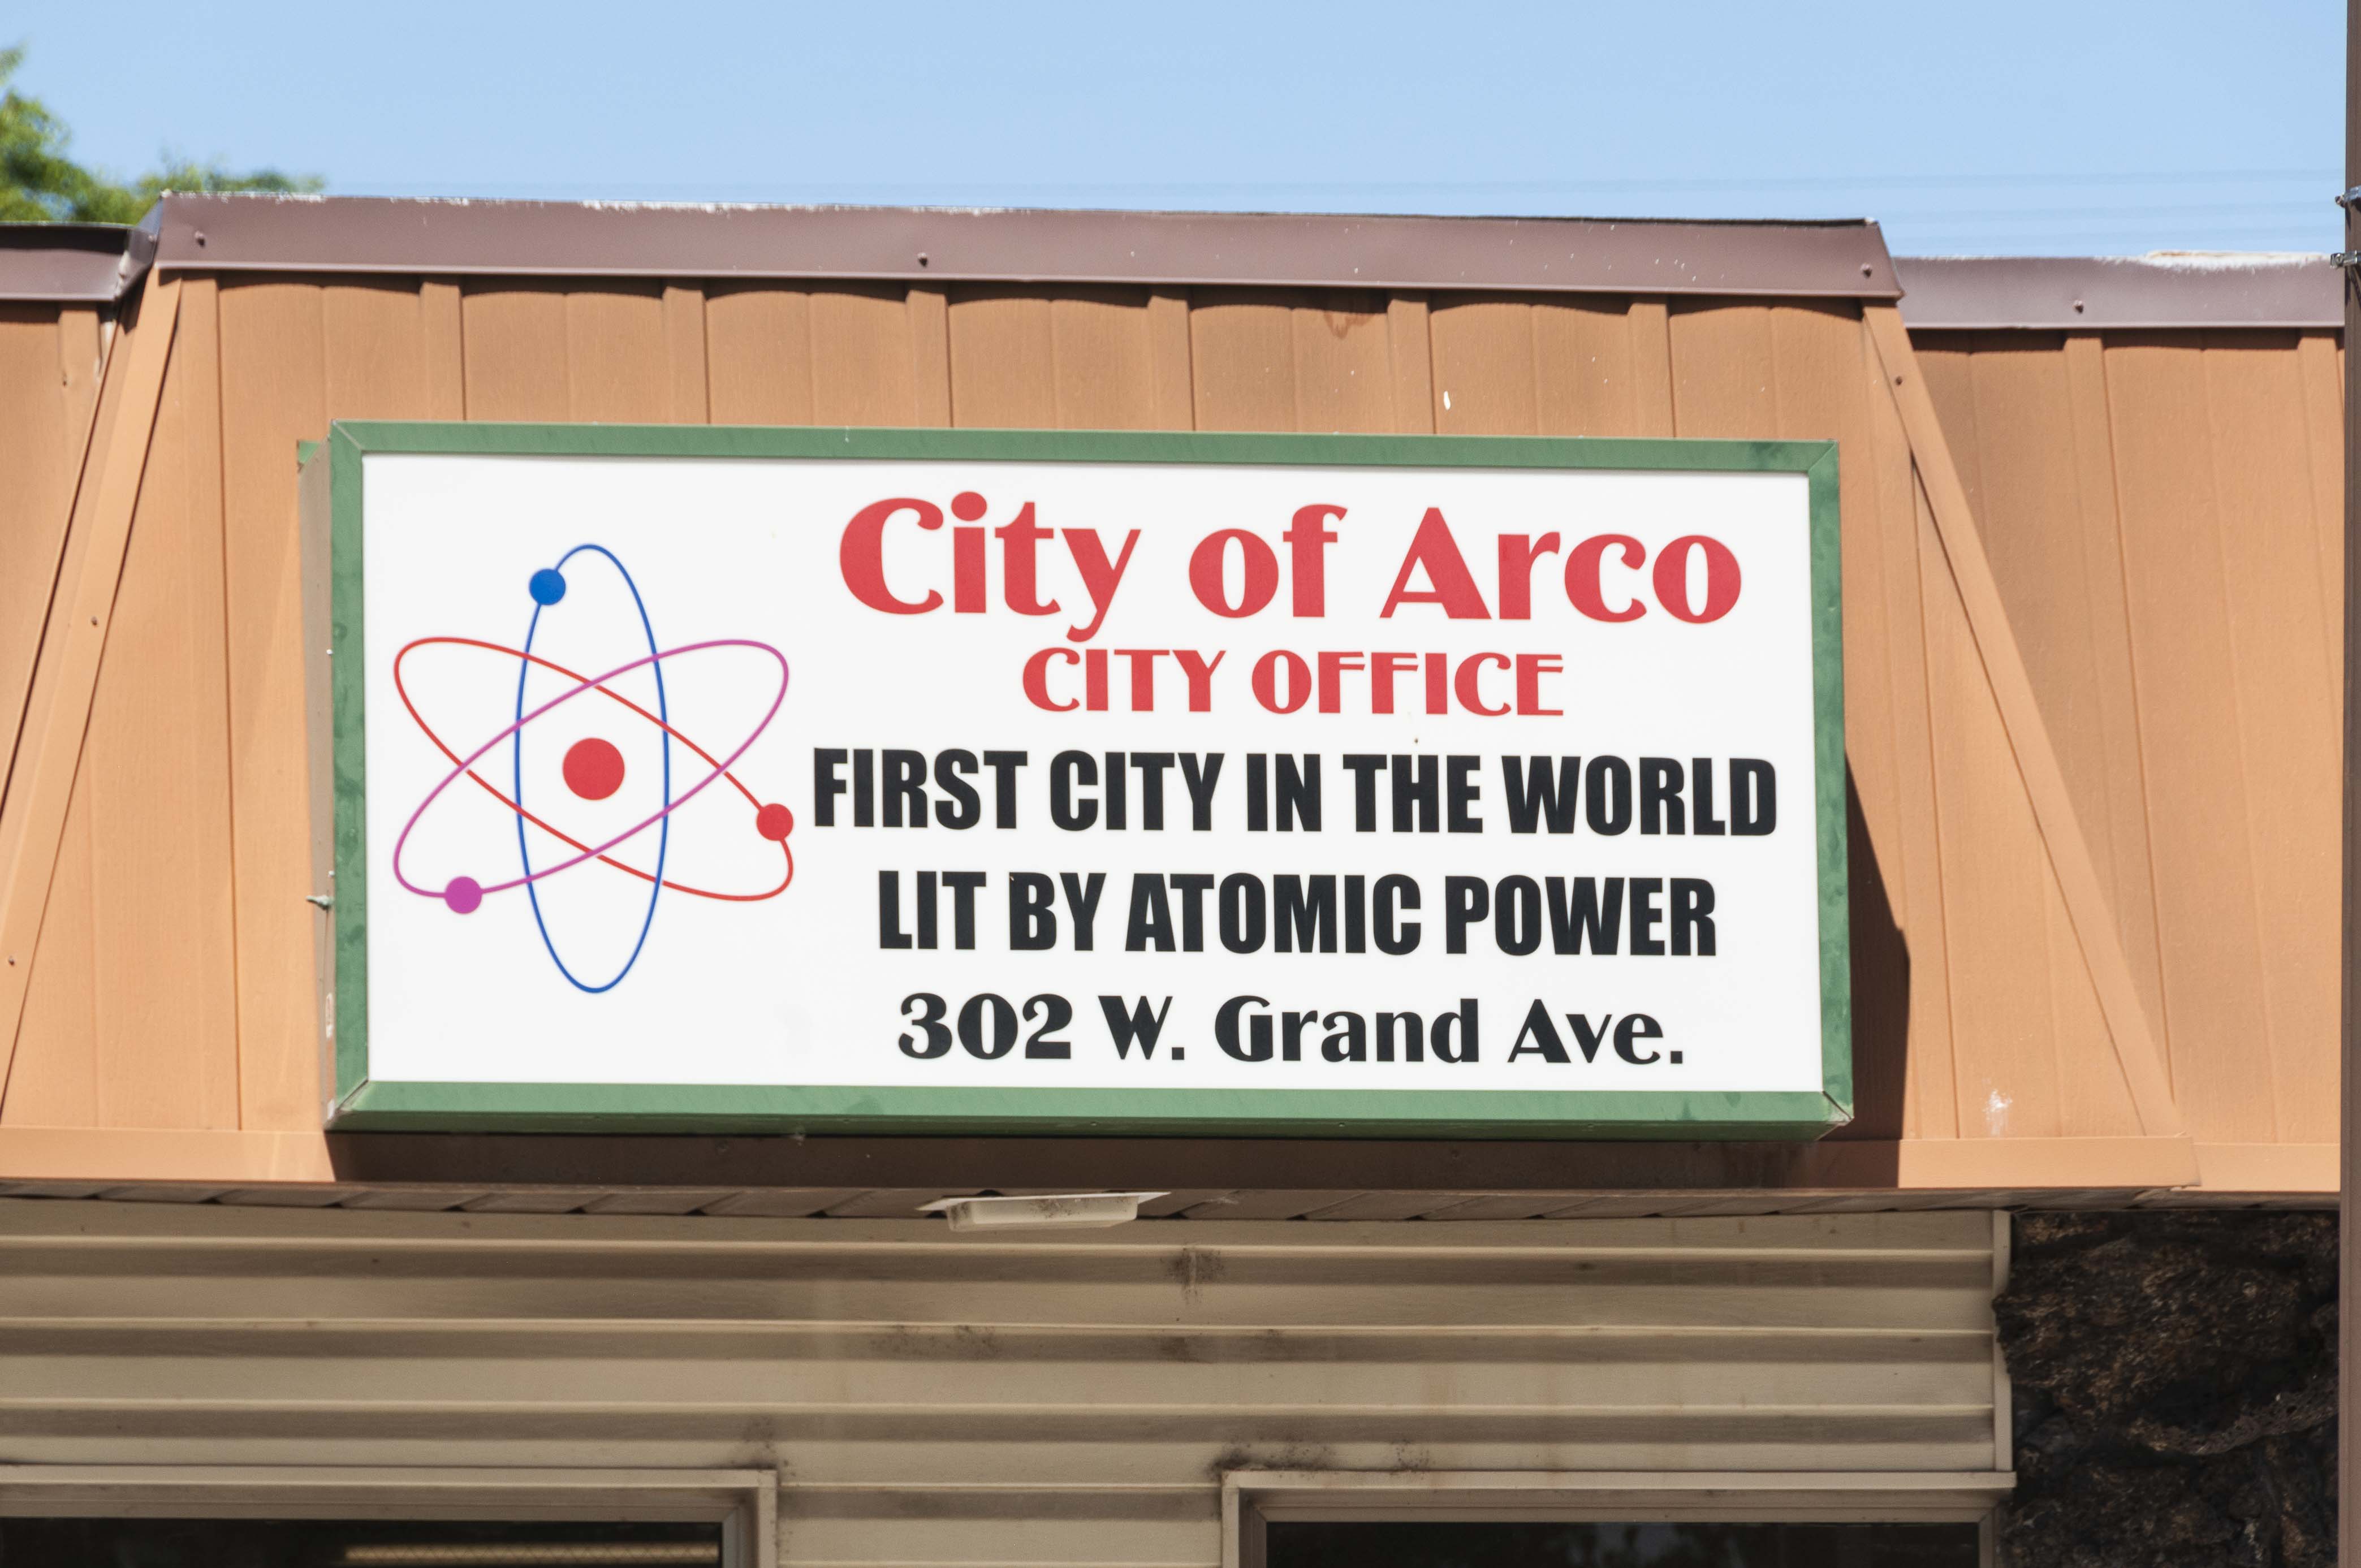 City of Arco
CITY OFFICE
FIRST CITY IN THE WORLD
LIT BY ATOMIC POWER
302 W. Grand Ave.